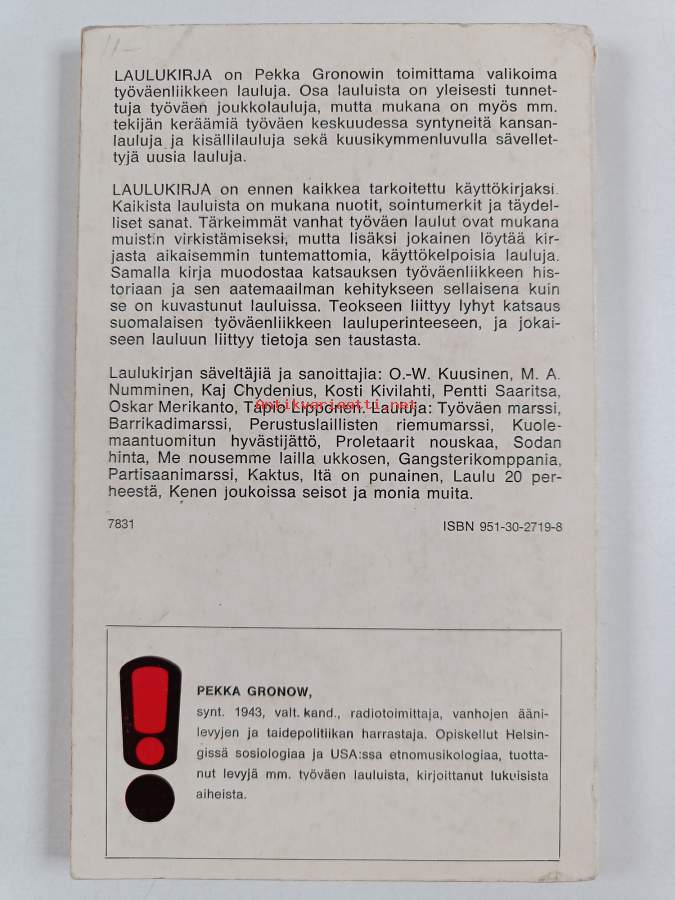 11-
LAULUKIRJA on Pekka Gronowin toimittama valikoima
työväenliikkeen lauluja. Osa lauluista on yleisesti tunnet-
tuja työväen joukkolauluja, mutta mukana on myös mm.
tekijän keräämiä työväen keskuudessa syntyneitä kansan-
lauluja ja kisällilauluja sekä kuusikymmenluvulla sävellet-
tyjä uusia lauluja.
LAULUKIRJA on ennen kaikkea tarkoitettu käyttökirjaksi.
Kaikista lauluista on mukana nuotit, sointumerkit ja täydel-
liset sanat. Tärkeimmät vanhat työväen laulut ovat mukana
muistin virkistämiseksi, mutta lisäksi jokainen löytää kir-
jasta aikaisemmin tuntemattomia, käyttökelpoisia lauluja.
Samalla kirja muodostaa katsauksen työväenliikkeen his-
toriaan ja sen aatemaailman kehitykseen sellaisena kuin
se on kuvastunut lauluissa. Teokseen liittyy lyhyt katsaus
suomalaisen työväenliikkeen lauluperinteeseen, ja jokai-
seen lauluun liittyy tietoja sen taustasta.
Laulukirjan säveltäjiä ja sanoittajia: O.-W. Kuusinen, M. A.
Numminen, Kaj Chydenius, Kosti Kivilahti, Pentti Saaritsa,
Oskar Merikanto, Tapio Lipponen. Lauluja: Työväen marssi,
Antikvariaatti.net
Barrikadimarssi, Perustuslaillisten riemumarssi, Kuole-
maantuomitun hyvästijättö, Proletaarit nouskaa, Sodan
hinta, Me nousemme lailla ukkosen, Gangsterikomppania,
Partisaanimarssi, Kaktus, Itä on punainen, Laulu 20 per-
heestä, Kenen joukoissa seisot ja monia muita.
7831 ISBN 951-30-2719-8
PEKKA GRONOW,
synt. 1943, valt. kand., radiotoimittaja, vanhojen ääni-
levyjen ja taidepolitiikan harrastaja. Opiskellut Helsin-
gissä sosiologiaa ja USA:ssa etnomusikologiaa, tuotta-
nut levyjä mm. työväen lauluista, kirjoittanut lukuisista
aiheista.